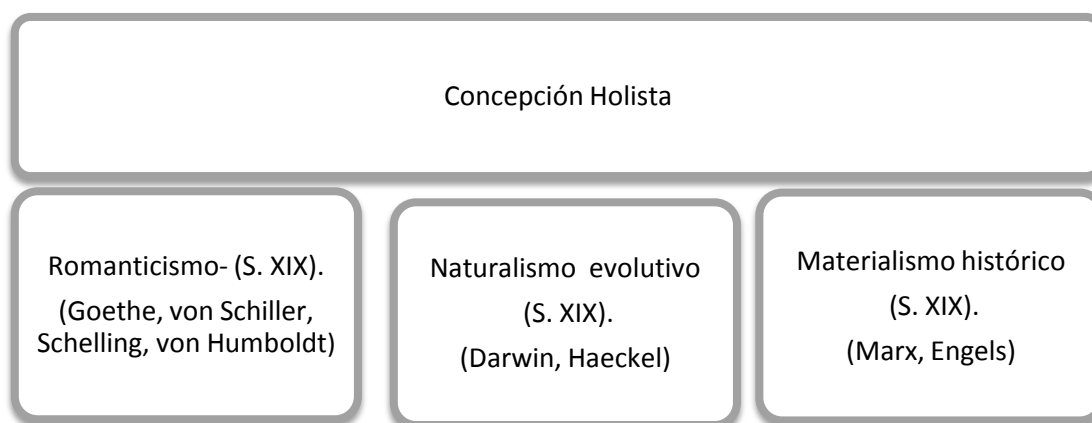 Concepción Holista
Romanticismo- (S. XIX).
(Goethe, von Schiller,
Schelling, von Humboldt)
Naturalismo evolutivo
(S. XIX).
(Darwin, Haeckel)
Materialismo histórico
(S. XIX).
(Marx, Engels)